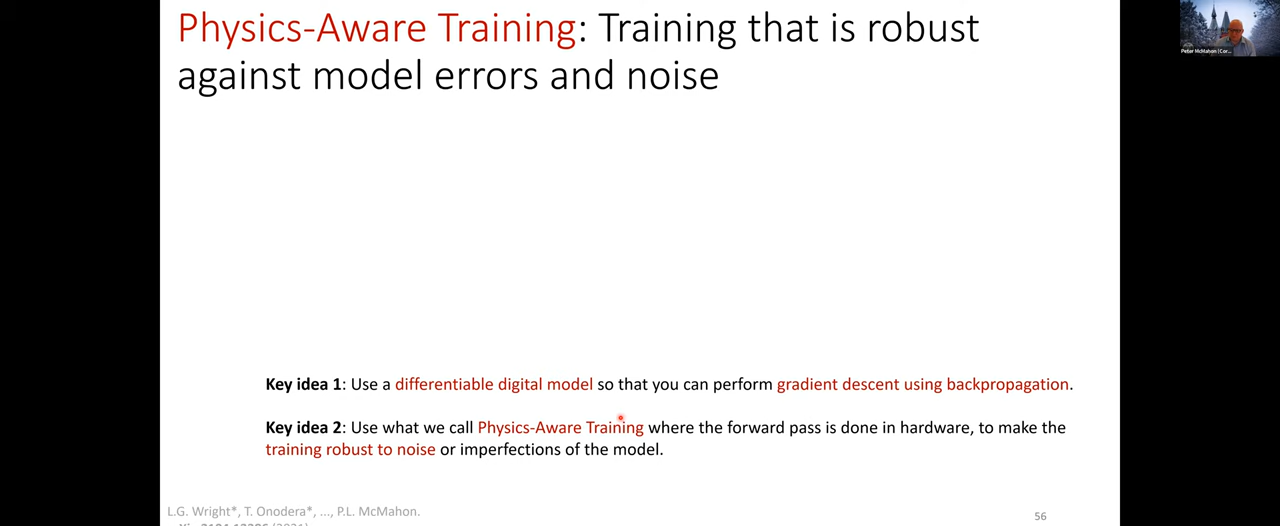 Physics-Aware Training: Training that is robust
against model errors and noise
Peter McMahon (Cor...
Key idea 1: Use a differentiable digital model so that you can perform gradient descent using backpropagation.
Key idea 2: Use what we call Physics-Aware Training where the forward pass is done in hardware, to make the
training robust to noise or imperfections of the model.
L.G. Wright*, T. Onodera*, ..., P.L. McMahon.
56